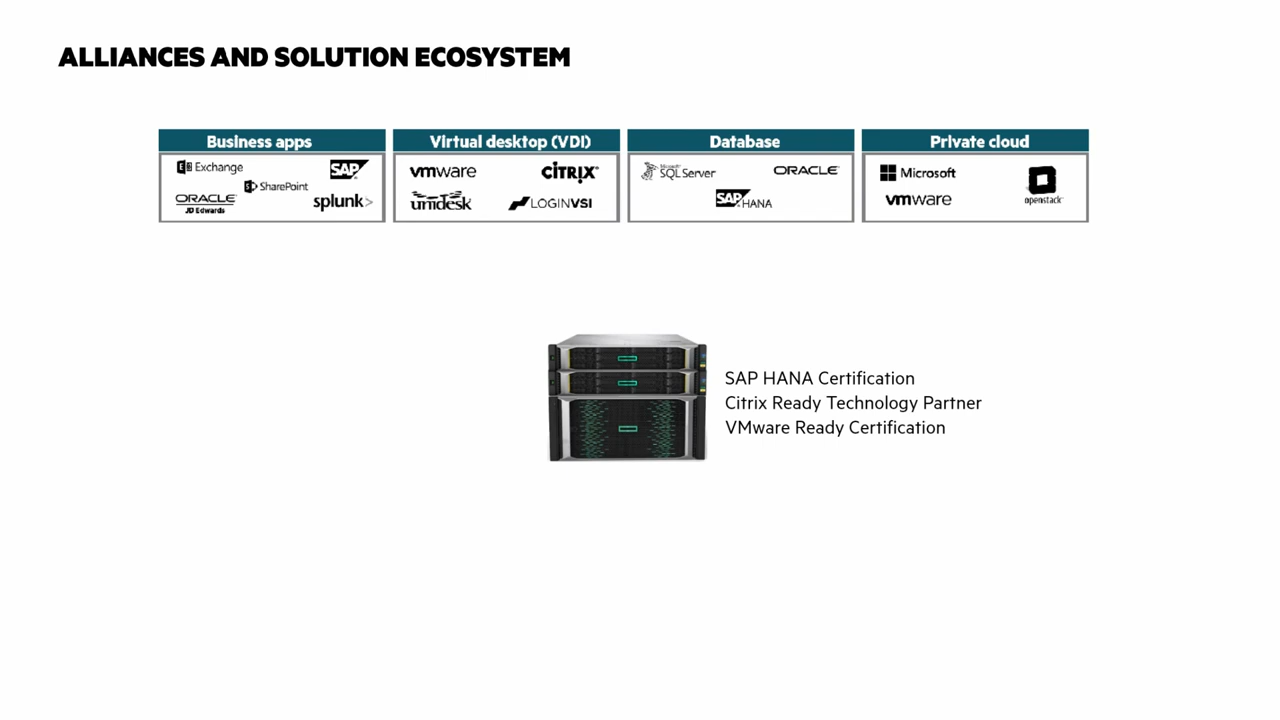 ALLIANCES AND SOLUTION ECOSYSTEM
Business apps
Exchange
SAP
SharePoint
ORACLE
JD Edwards
splunk>
Virtual desktop (VDI)
vmware
CITRIX
unidesk
LOGINVSI
Database
Microsoft
SQL Server
ORACLE
SAP HANA
Private cloud
Microsoft
openstack
vmware
SAP HANA Certification
Citrix Ready Technology Partner
VMware Ready Certification